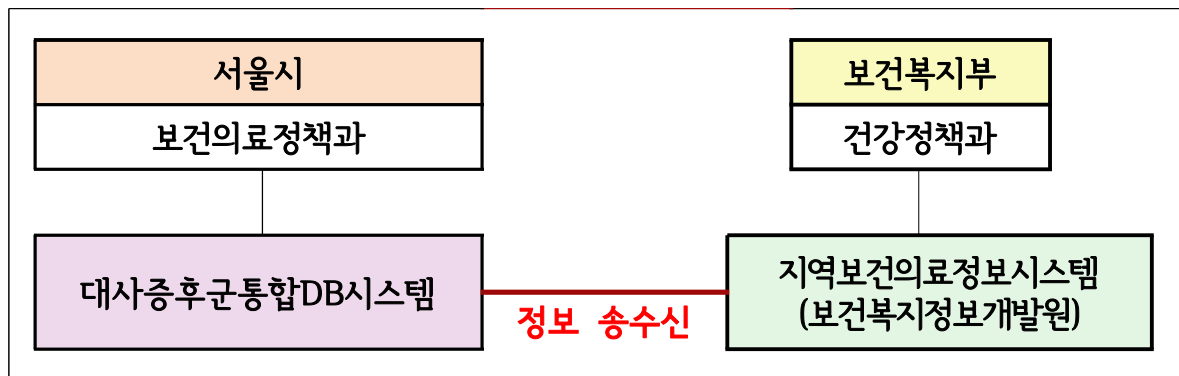 서울시
보건의료정책과
보건복지부
건강정책과
대사증후군통합DB시스템
정보 송수신
지역보건의료정보시스템
(보건복지정보개발원)